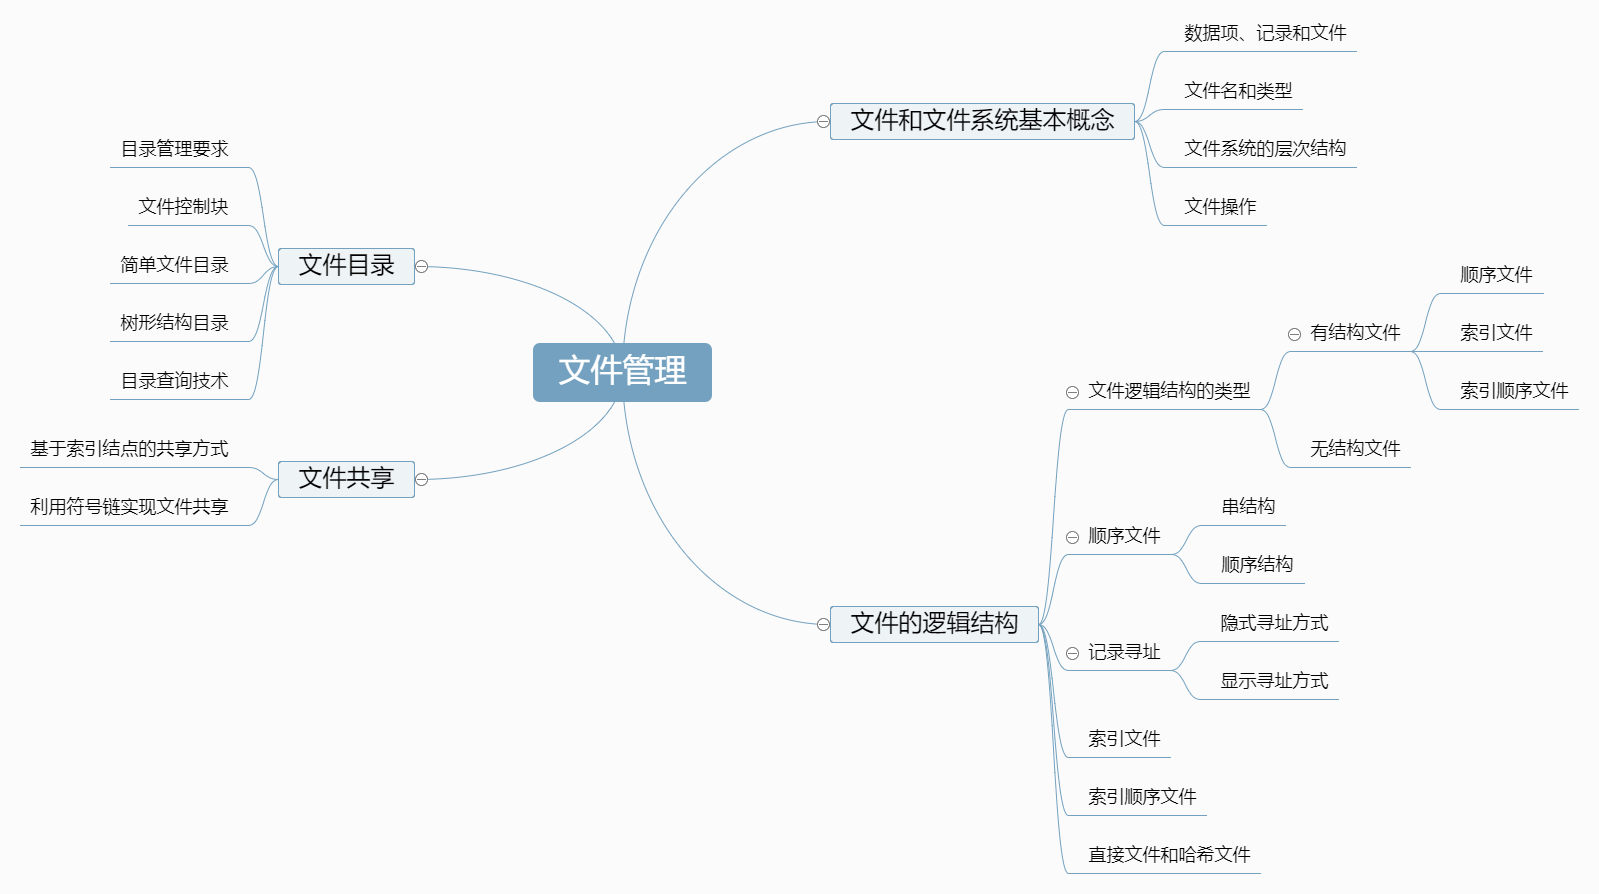 文件管理
文件和文件系统基本概念
数据项、记录和文件
文件名和类型
文件系统的层次结构
文件操作
文件的逻辑结构
文件逻辑结构的类型
有结构文件
顺序文件
索引文件
索引顺序文件
无结构文件
顺序文件
串结构
顺序结构
记录寻址
隐式寻址方式
显示寻址方式
索引文件
索引顺序文件
直接文件和哈希文件
文件目录
目录管理要求
文件控制块
简单文件目录
树形结构目录
目录查询技术
文件共享
基于索引结点的共享方式
利用符号链实现文件共享